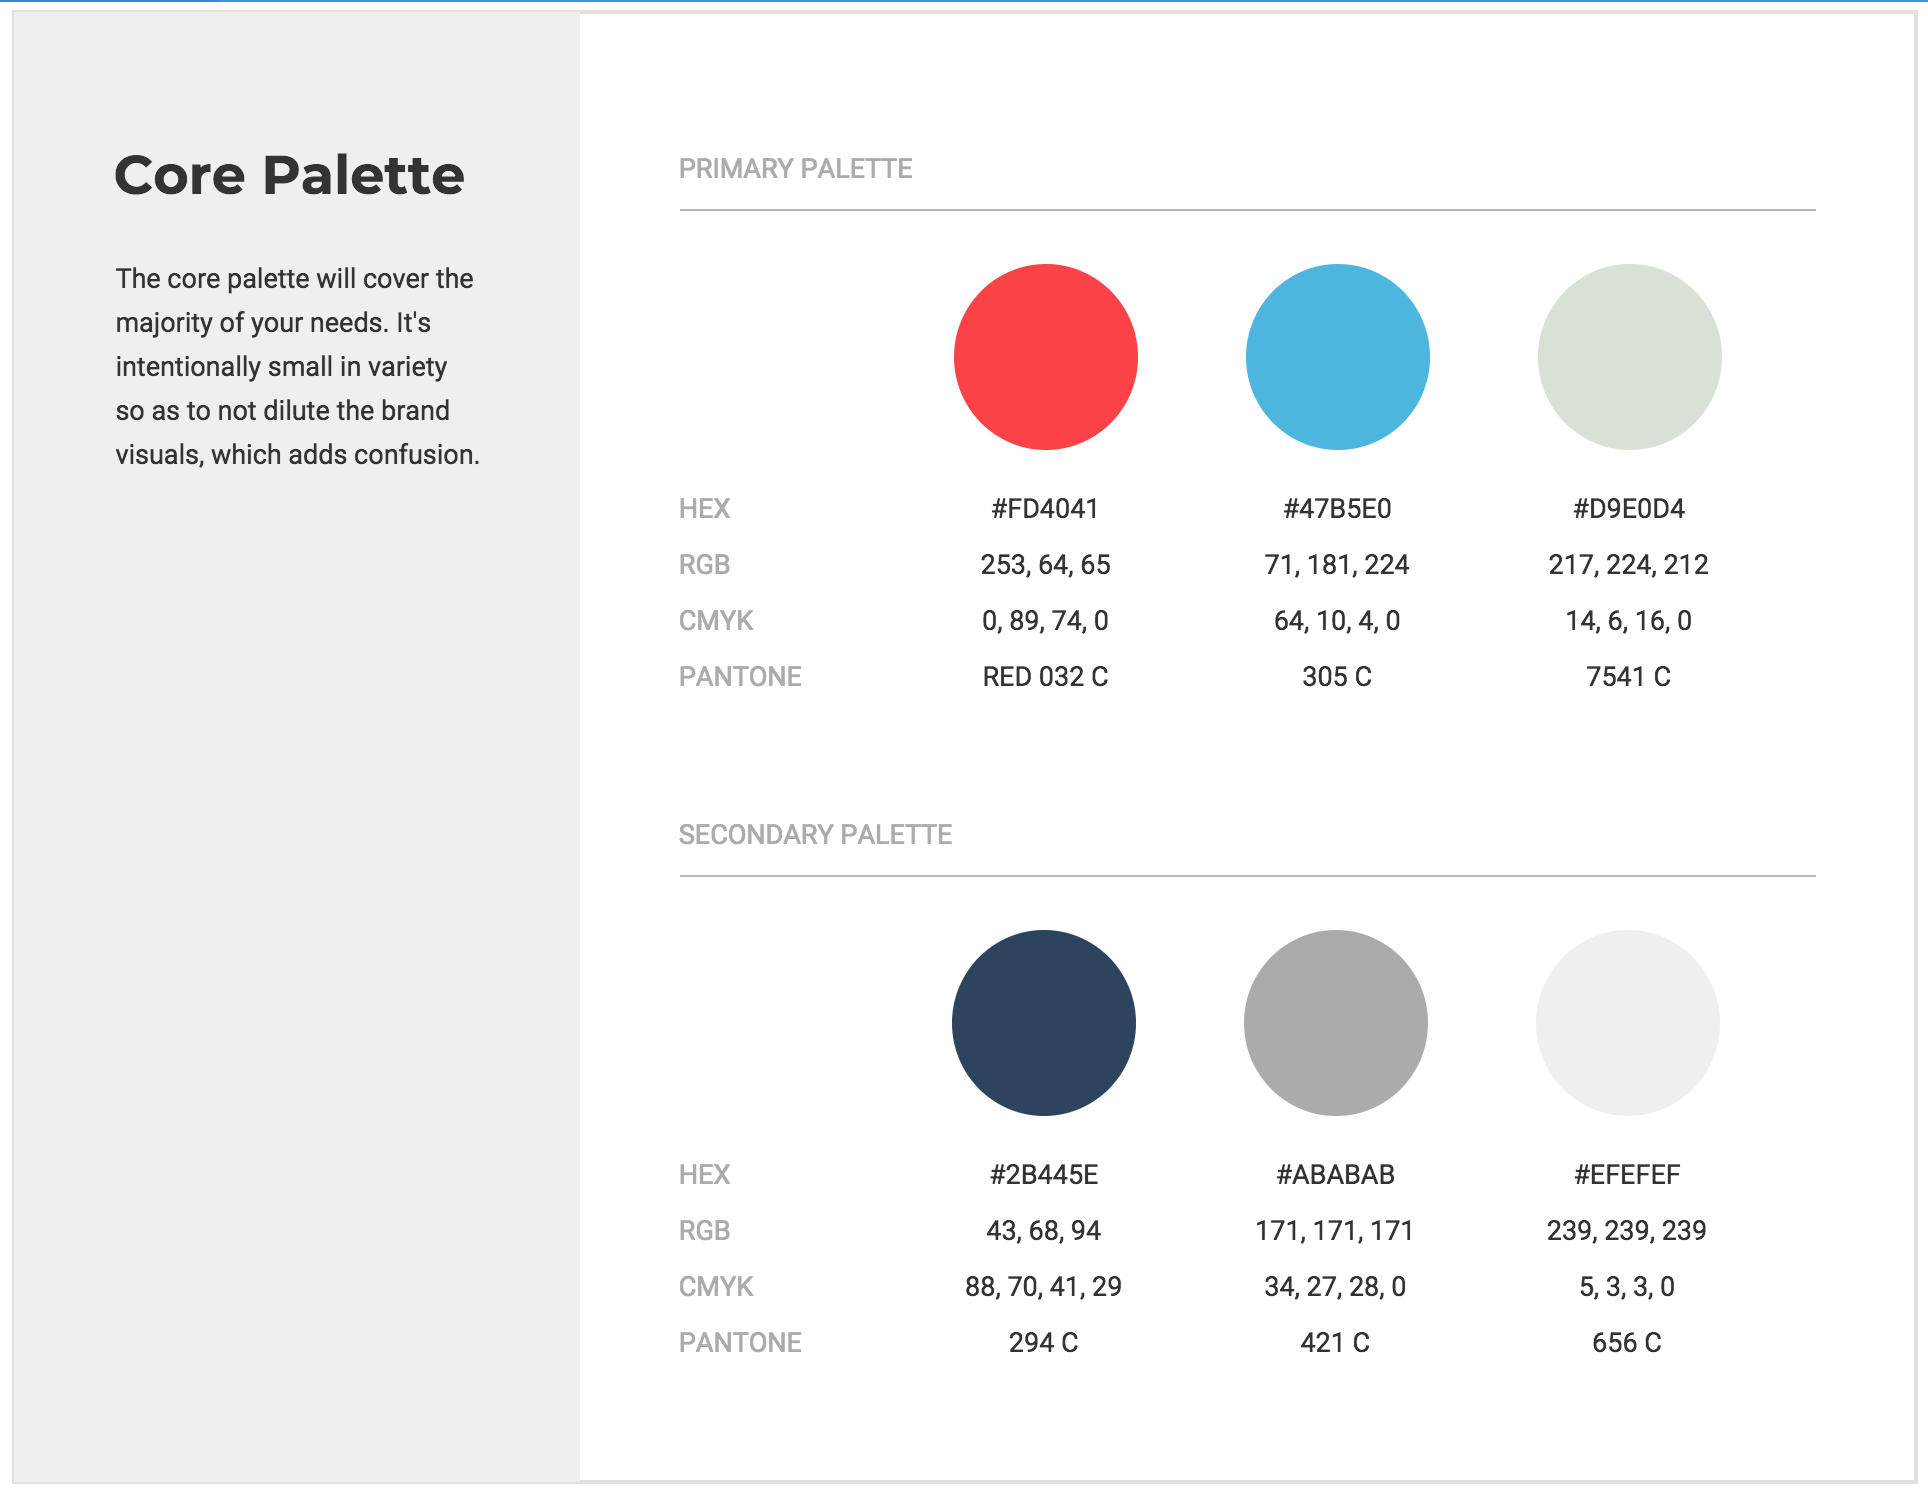 Core Palette
The core palette will cover the
majority of your needs. It's
intentionally small in variety
so as to not dilute the brand
visuals, which adds confusion.
PRIMARY PALETTE
HEX #FD4041 #47B5E0 #D9E0D4
RGB 253, 64, 65 71, 181, 224 217, 224, 212
CMYK 0, 89, 74, 0 64, 10, 4, 0 14, 6, 16, 0
PANTONE RED 032 C 305 C 7541 C
SECONDARY PALETTE
HEX #2B445E #ABABAB #EFEFEF
RGB 43, 68, 94 171, 171, 171 239, 239, 239
CMYK 88, 70, 41, 29 34, 27, 28, 0 5, 3, 3, 0
PANTONE 294 C 421 C 656 C